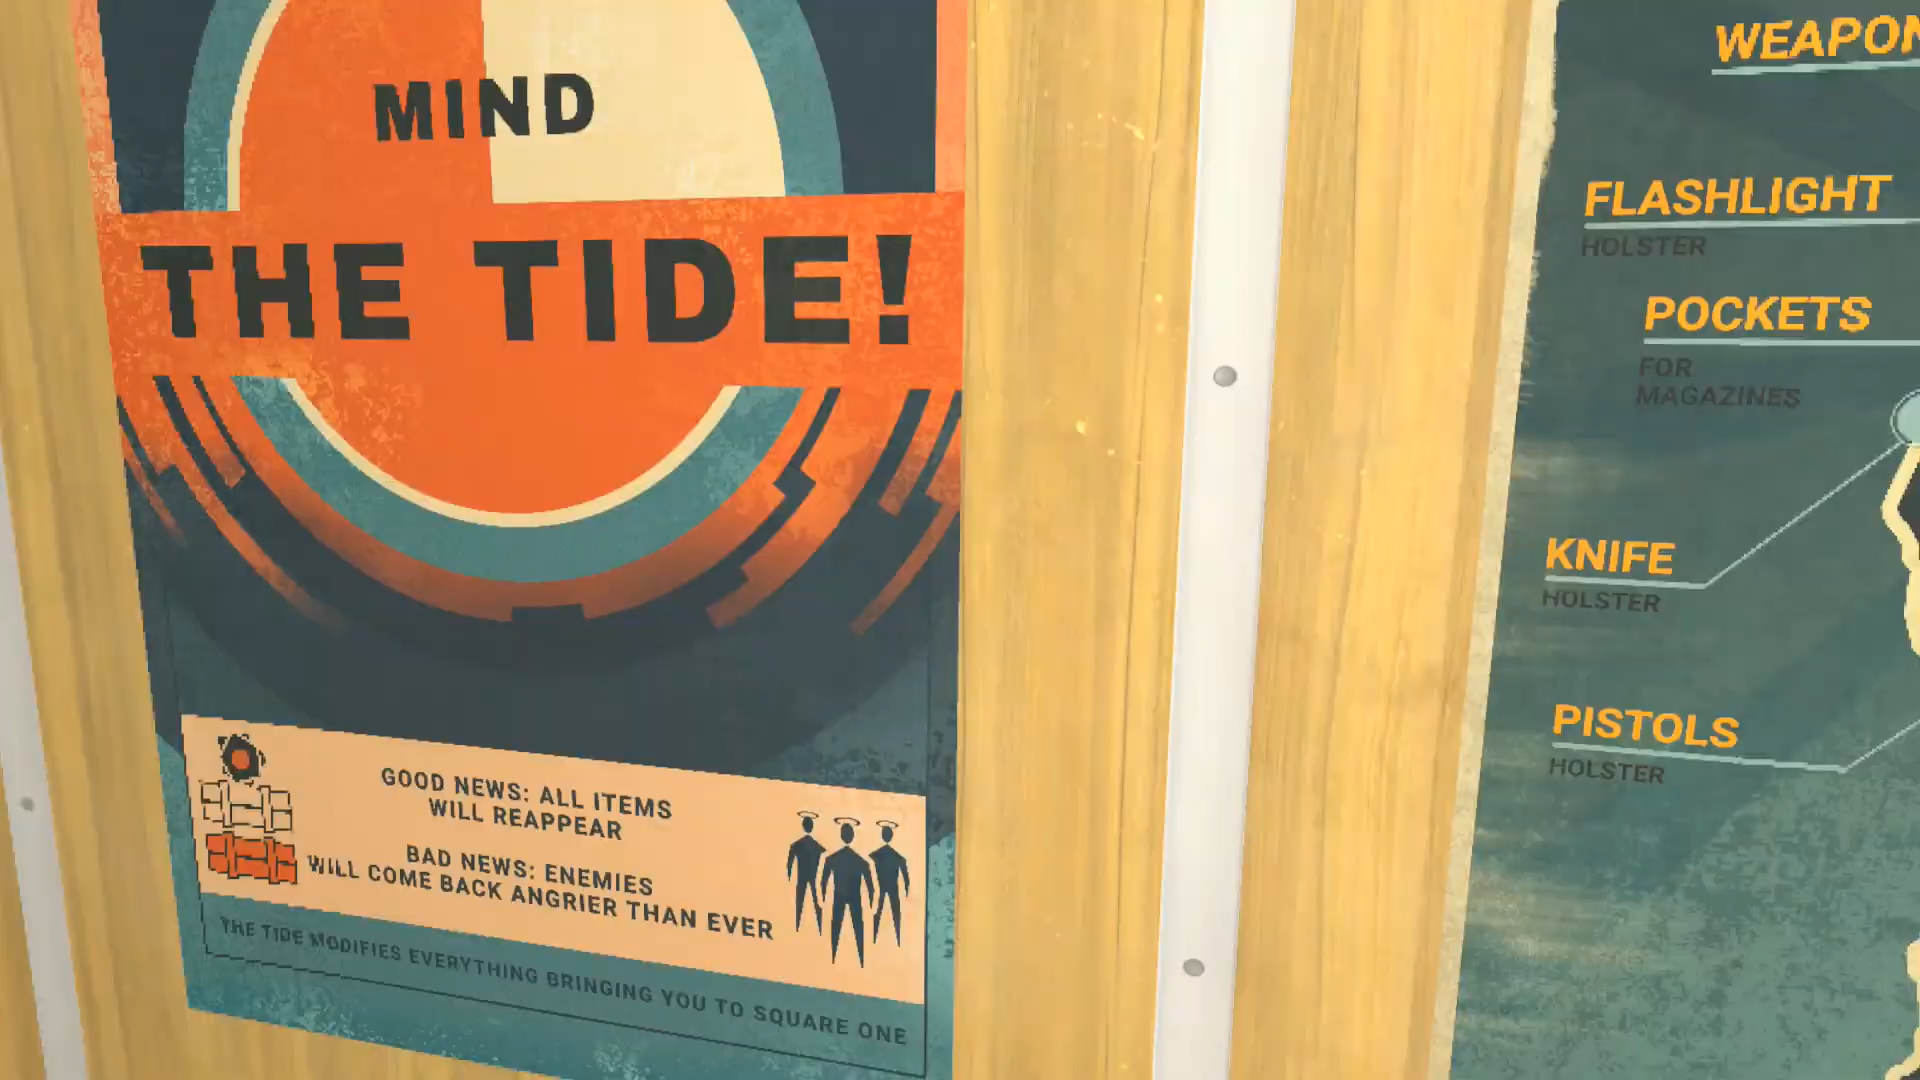 MIND
THE TIDE!
GOOD NEWS: ALL ITEMS
WILL REAPPEAR
BAD NEWS: ENEMIES
WILL COME BACK ANGRIER THAN EVER
THE TIDE MODIFIES EVERYTHING BRINGING YOU TO SQUARE ONE
WEAPON
FLASHLIGHT
HOLSTER
POCKETS
FOR
MAGAZINES
KNIFE
HOLSTER
PISTOLS
HOLSTER